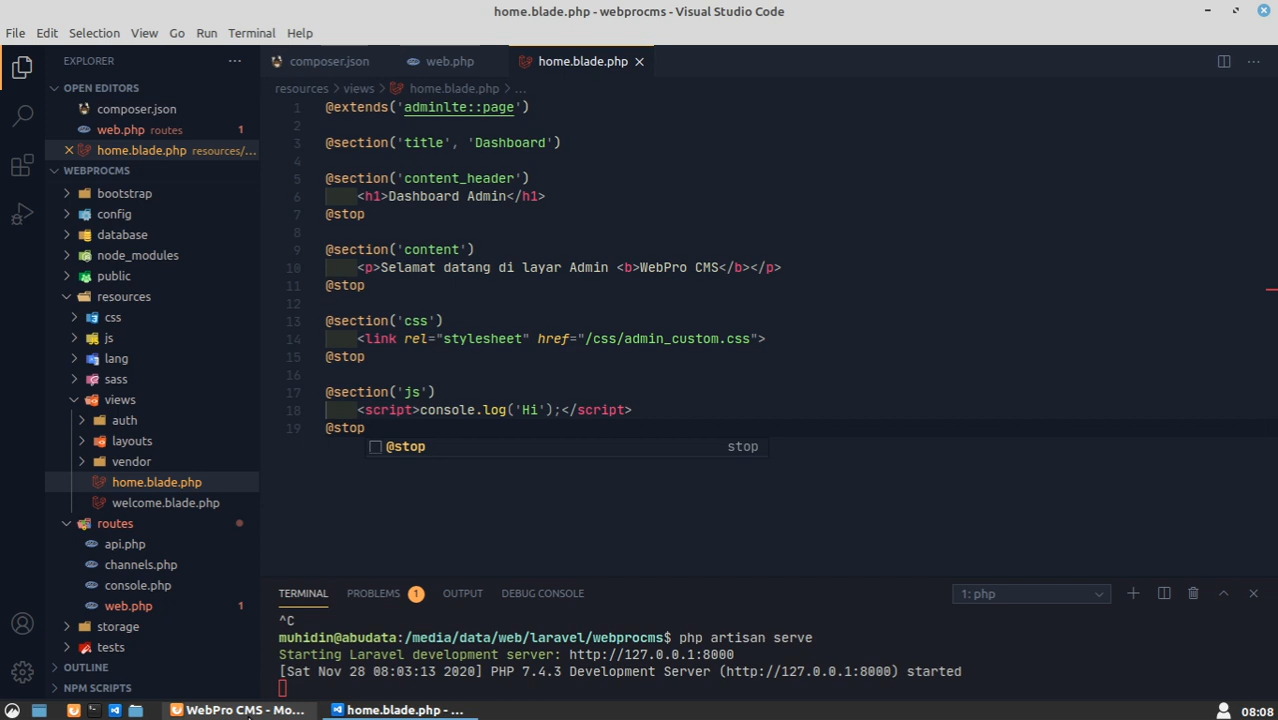 home.blade.php - webprocms - Visual Studio Code
File Edit Selection View Go Run Terminal Help
EXPLORER
OPEN EDITORS
composer.json
web.php routes 1
home.blade.php resources/...
WEBPROCMS
bootstrap
config
database
node_modules
public
resources
css
js
lang
sass
views
auth
layouts
vendor
home.blade.php
welcome.blade.php
routes
api.php
channels.php
console.php
web.php 1
storage
tests
OUTLINE
NPM SCRIPTS
composer.json web.php home.blade.php
resources > views > home.blade.php > ...
1 @extends('adminlte::page')
2
3 @section('title', 'Dashboard')
4
5 @section('content_header')
6 <h1>Dashboard Admin</h1>
7 @stop
8
9 @section('content')
10 <p>Selamat datang di layar Admin <b>WebPro CMS</b></p>
11 @stop
12
13 @section('css')
14 <link rel="stylesheet" href="/css/admin_custom.css">
15 @stop
16
17 @section('js')
18 <script>console.log('Hi');</script>
19 @stop
@stop stop
TERMINAL PROBLEMS 1 OUTPUT DEBUG CONSOLE 1: php
^C
muhidin@abudata:/media/data/web/laravel/webprocms$ php artisan serve
Starting Laravel development server: http://127.0.0.1:8000
[Sat Nov 28 08:03:13 2020] PHP 7.4.3 Development Server (http://127.0.0.1:8000) started
WebPro CMS - Mo... home.blade.php - ... 08:08